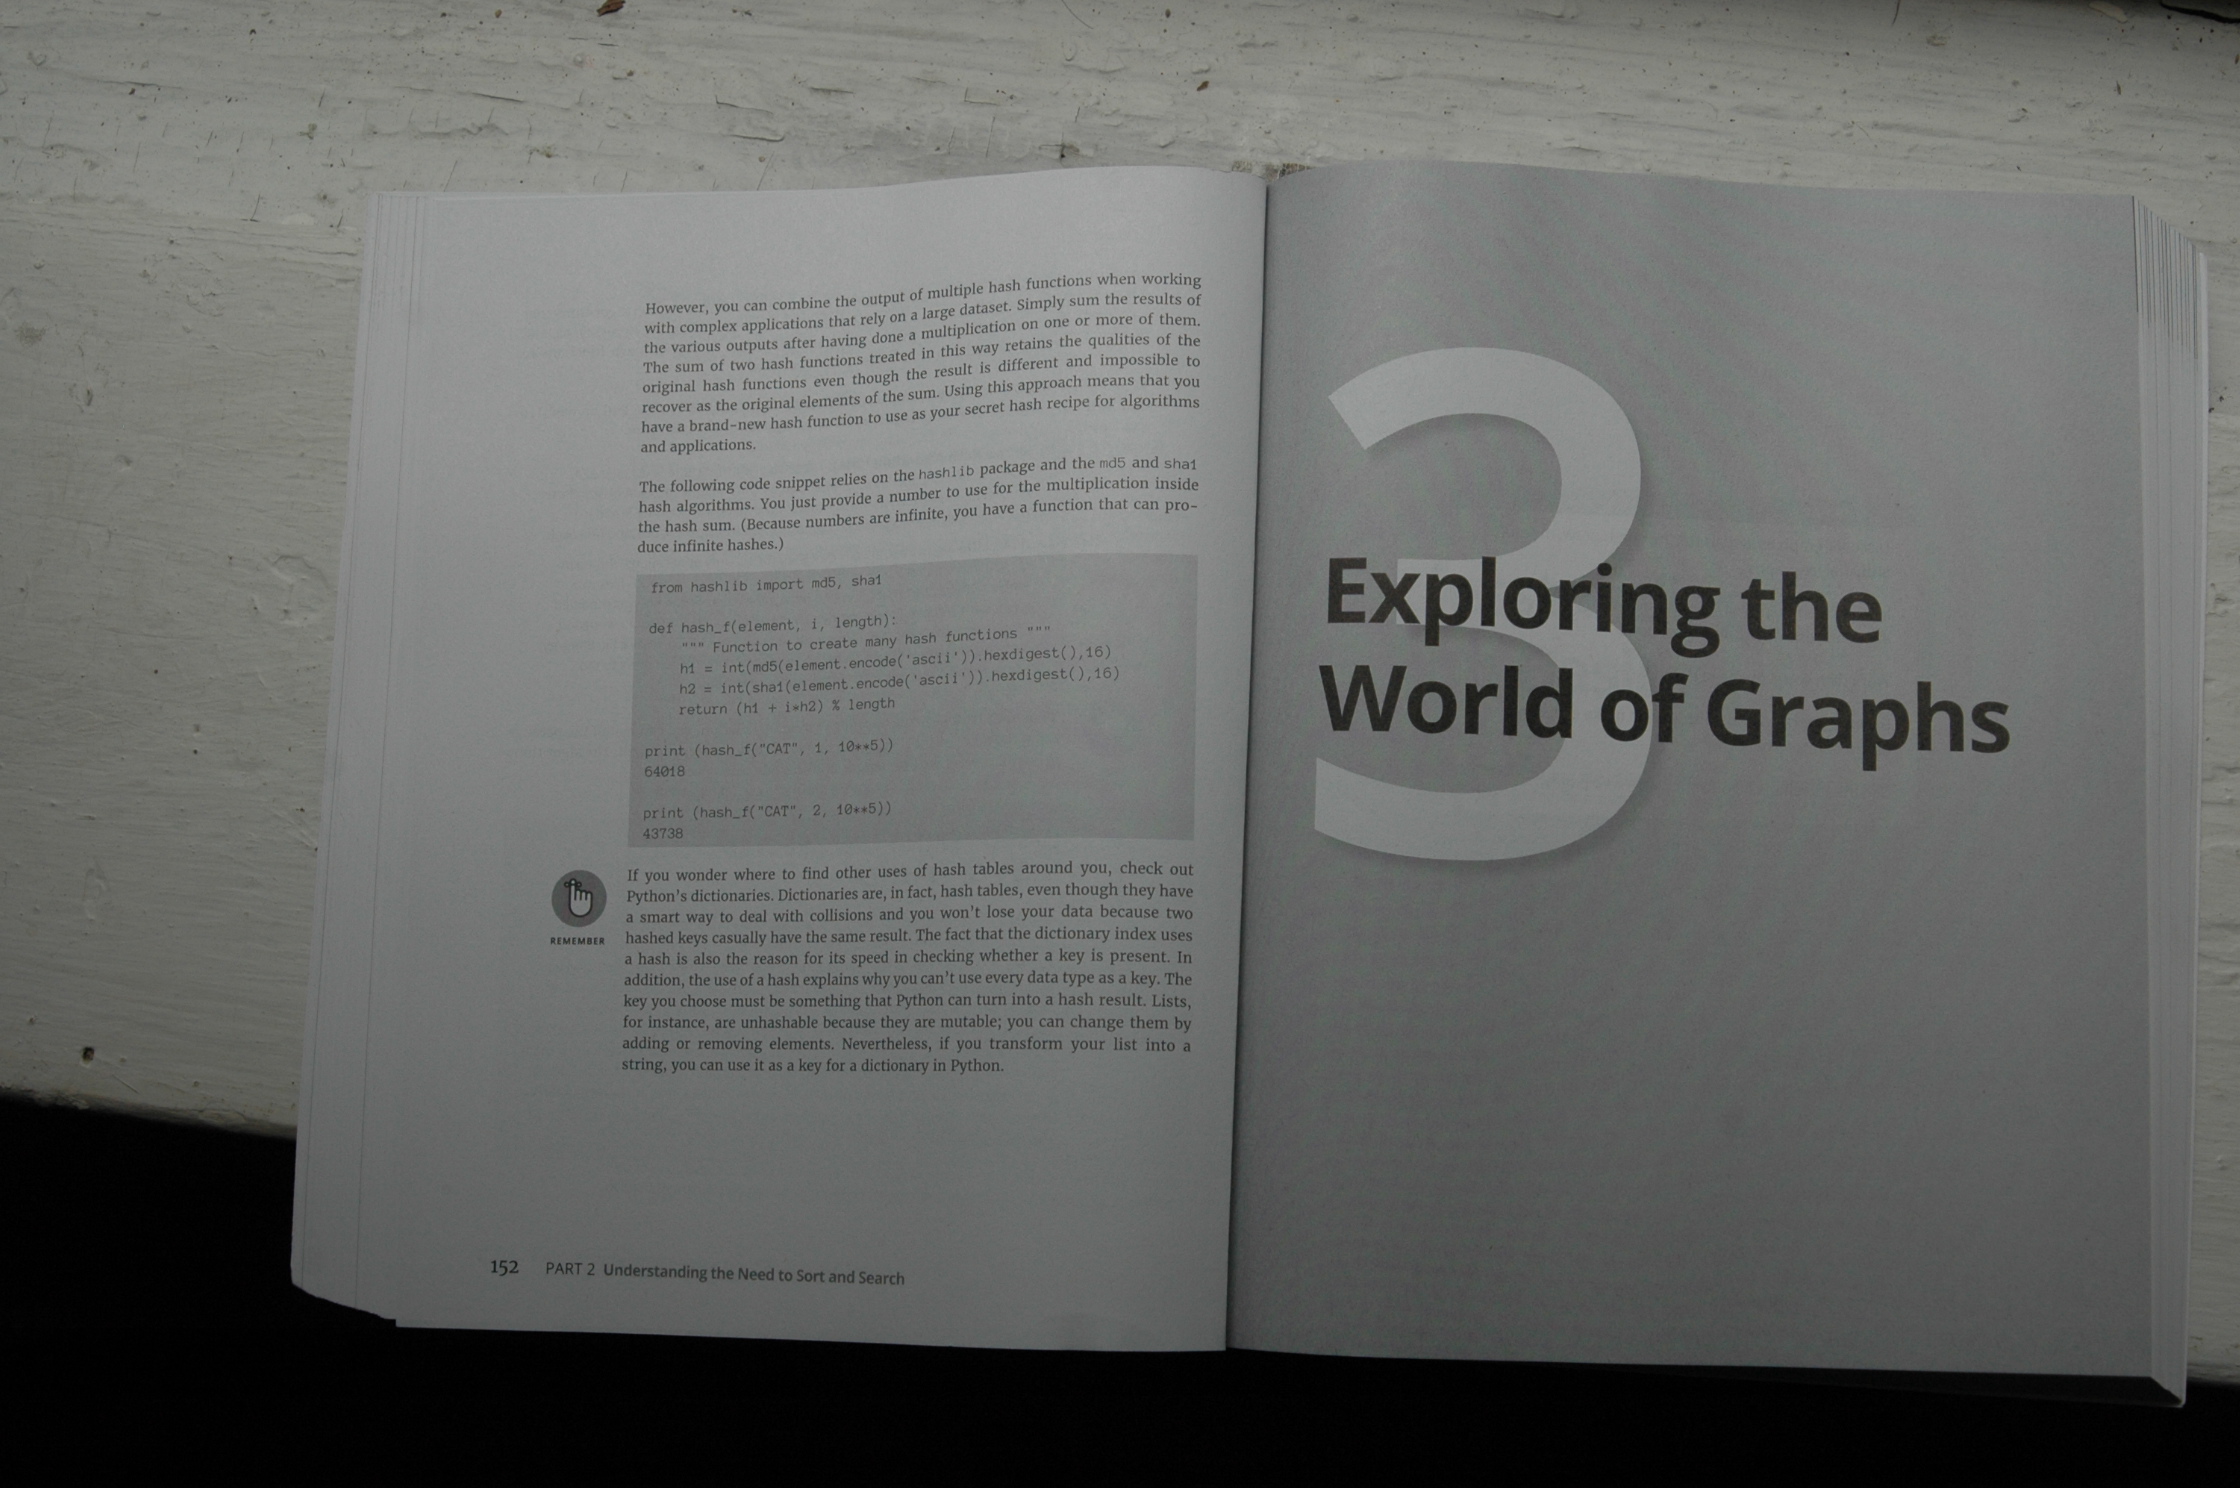 However, you can combine the output of multiple hash functions when working
with complex applications that rely on a large dataset. Simply sum the results of
the various outputs after having done a multiplication on one or more of them.
The sum of two hash functions treated in this way retains the qualities of the
original hash functions even though the result is different and impossible to
recover as the original elements of the sum. Using this approach means that you
have a brand-new hash function to use as your secret hash recipe for algorithms
and applications.
The following code snippet relies on the hashlib package and the md5 and sha1
hash algorithms. You just provide a number to use for the multiplication inside
the hash sum. (Because numbers are infinite, you have a function that can pro-
duce infinite hashes.)
from hashlib import md5, sha1
def hash_f(element, i, length):
""" Function to create many hash functions """
h1 = int(md5(element.encode('ascii')).hexdigest(),16)
h2 = int(sha1(element.encode('ascii')).hexdigest(),16)
return (h1 + i*h2) % length
print (hash_f("CAT", 1, 10**5))
64018
print (hash_f("CAT", 2, 10**5))
43738
REMEMBER
If you wonder where to find other uses of hash tables around you, check out
Python's dictionaries. Dictionaries are, in fact, hash tables, even though they have
a smart way to deal with collisions and you won't lose your data because two
hashed keys casually have the same result. The fact that the dictionary index uses
a hash is also the reason for its speed in checking whether a key is present. In
addition, the use of a hash explains why you can't use every data type as a key. The
key you choose must be something that Python can turn into a hash result. Lists,
for instance, are unhashable because they are mutable; you can change them by
adding or removing elements. Nevertheless, if you transform your list into a
string, you can use it as a key for a dictionary in Python.
152 PART 2 Understanding the Need to Sort and Search
3
Exploring the
World of Graphs